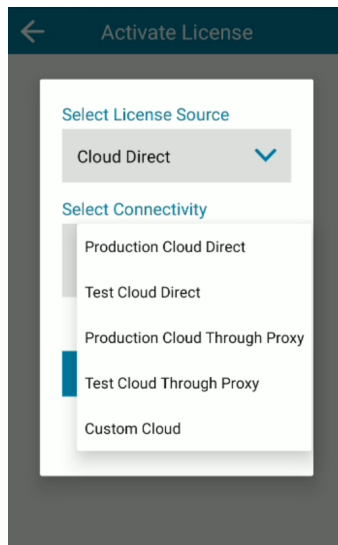 Activate License
Select License Source
Cloud Direct
Select Connectivity
Production Cloud Direct
Test Cloud Direct
Production Cloud Through Proxy
Test Cloud Through Proxy
Custom Cloud